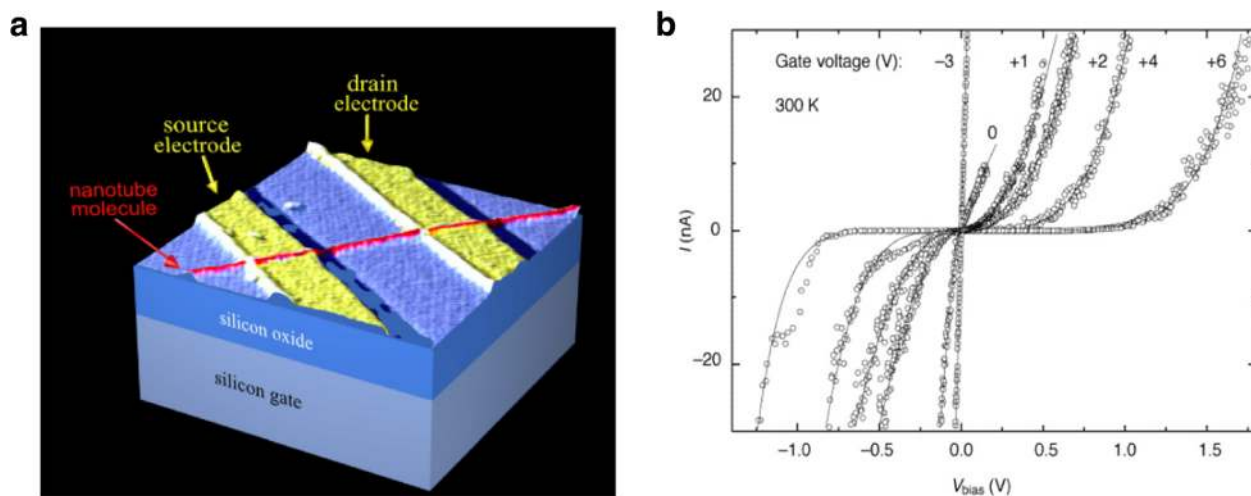 a
drain
electrode
source
electrode
nanotube
molecule
silicon oxide
silicon gate
b
Gate voltage (V): −3 +1 +2 +4 +6
300 K
0
20
0
−20
I (nA)
−1.0 −0.5 0.0 0.5 1.0 1.5
V bias (V)